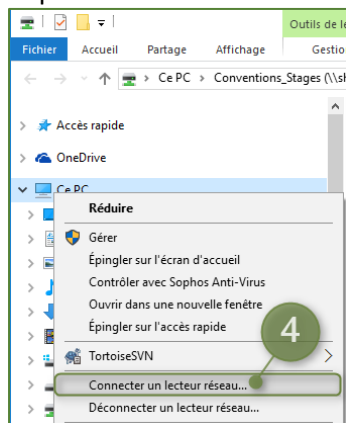 Outils de le
Fichier Accueil Partage Affichage Gestio
Ce PC > Conventions_Stages (\\sl
Accès rapide
OneDrive
Ce PC
Réduire
Gérer
Épingler sur l'écran d'accueil
Contrôler avec Sophos Anti-Virus
Ouvrir dans une nouvelle fenêtre
Épingler sur l'accès rapide
4
TortoiseSVN
Connecter un lecteur réseau...
Déconnecter un lecteur réseau...